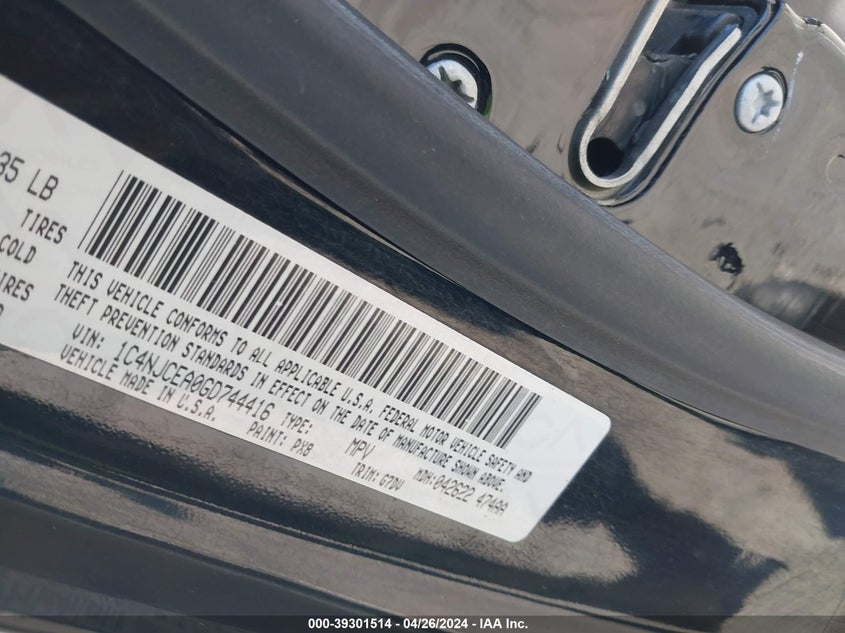 35 LB
TIRES
COLD
THIS VEHICLE CONFORMS TO ALL APPLICABLE U.S.A. FEDERAL MOTOR VEHICLE SAFETY AND
THEFT PREVENTION STANDARDS IN EFFECT ON THE DATE OF MANUFACTURE SHOWN ABOVE.
VIN: 1C4NJCEA0GD744416 TYPE: MPV MDH:042622 474AA
VEHICLE MADE IN U.S.A. PAINT: PX8 TRIM: G7DV
000-39301514 - 04/26/2024 - IAA Inc.